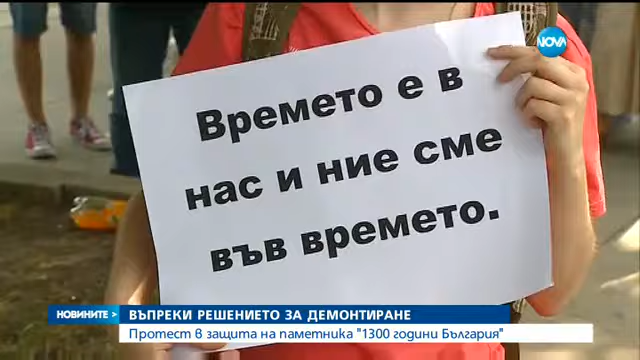 NOVA
Времето е в
нас и ние сме
във времето.
НОВИНИТЕ
ВЪПРЕКИ РЕШЕНИЕТО ЗА ДЕМОНТИРАНЕ
Протест в защита на паметника "1300 години България"